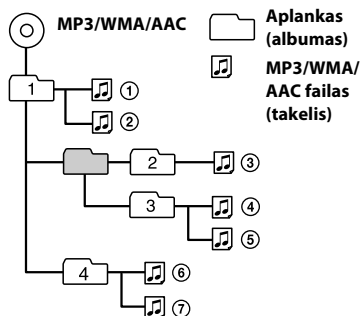 MP3/WMA/AAC
Aplankas
(albumas)
MP3/WMA/
AAC failas
(takelis)
1
①
②
2
③
3
④
⑤
4
⑥
⑦